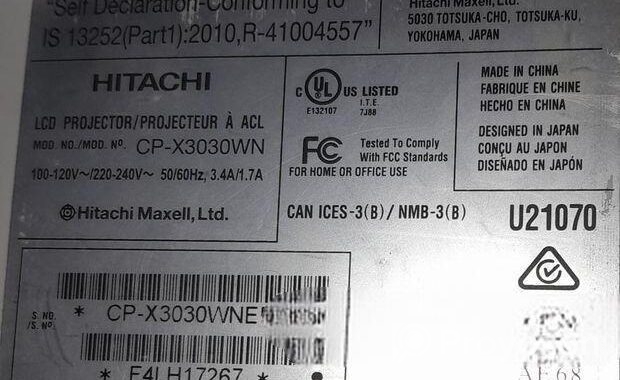 "Self Declaration-Conforming to
IS 13252(Part1):2010,R-41004557"
Hitachi Maxell, Ltd.
5030 TOTSUKA-CHO, TOTSUKA-KU,
YOKOHAMA, JAPAN
HITACHI
LCD PROJECTOR/PROJECTEUR À ACL
MOD. NO./MOD. Nº. CP-X3030WN
100-120V~/220-240V~ 50/60Hz, 3.4A/1.7A
Hitachi Maxell, Ltd.
C UL US LISTED
E132107
I.T.E.
7J88
FC Tested To Comply
With FCC Standards
FOR HOME OR OFFICE USE
MADE IN CHINA
FABRIQUE EN CHINE
HECHO EN CHINA
DESIGNED IN JAPAN
CONÇU AU JAPON
DISEÑADO EN JAPÓN
CAN ICES-3(B) / NMB-3(B)
U21070
S. NO.
/S. Nº.
* CP-X3030WNE
* F4LH17267 *